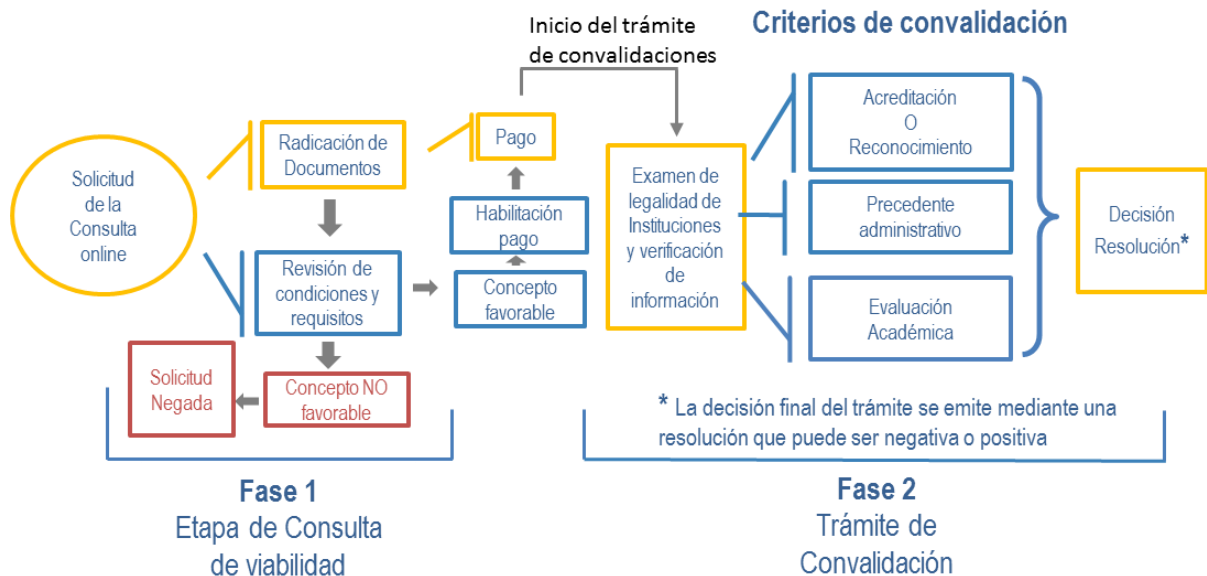 Inicio del trámite
de convalidaciones
Criterios de convalidación
Solicitud
de la
Consulta
online
Radicación de
Documentos
Revisión de
condiciones y
requisitos
Concepto NO
favorable
Solicitud
Negada
Concepto
favorable
Habilitación
pago
Pago
Examen de
legalidad de
Instituciones
y verificación
de
información
Acreditación
O
Reconocimiento
Precedente
administrativo
Evaluación
Académica
Decisión
Resolución*
* La decisión final del trámite se emite mediante una
resolución que puede ser negativa o positiva
Fase 1
Etapa de Consulta
de viabilidad
Fase 2
Trámite de
Convalidación